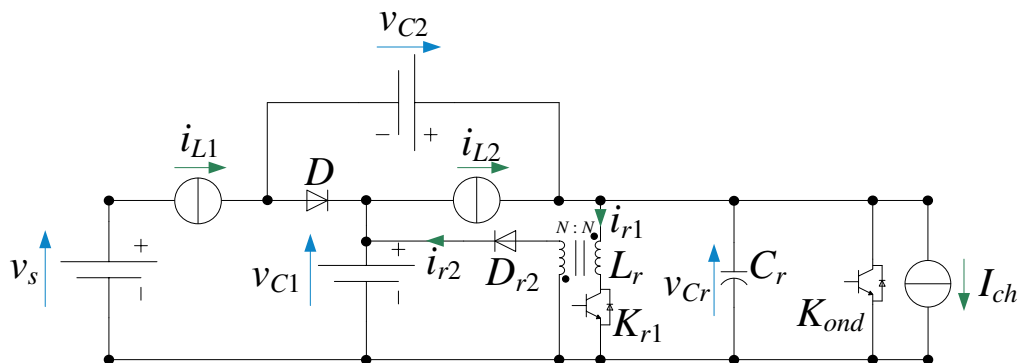 v_C2
− +
i_L1 D i_L2
N : N i_r1
v_s + − v_C1 + − i_r2 D_r2 L_r v_Cr C_r I_ch
K_r1 K_ond